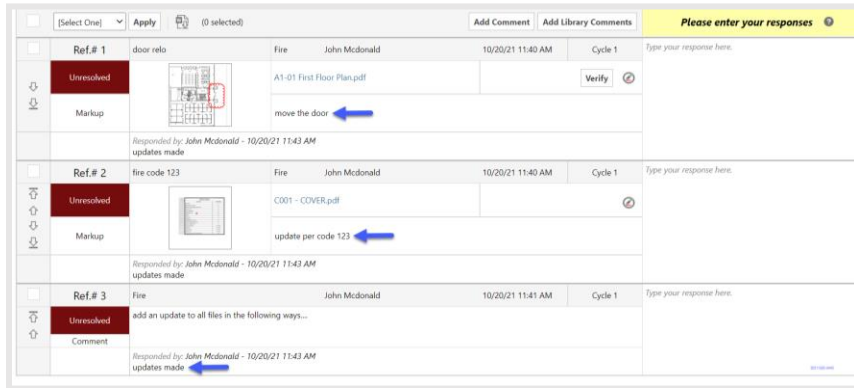 [Select One] Apply (0 selected) Add Comment Add Library Comments Please enter your responses
Ref.# 1 door relo Fire John Mcdonald 10/20/21 11:40 AM Cycle 1 Type your response here.
Unresolved A1-01 First Floor Plan.pdf Verify
Markup move the door
Responded by: John Mcdonald - 10/20/21 11:43 AM
updates made
Ref.# 2 fire code 123 Fire John Mcdonald 10/20/21 11:40 AM Cycle 1 Type your response here.
Unresolved C001 - COVER.pdf
Markup update per code 123
Responded by: John Mcdonald - 10/20/21 11:43 AM
updates made
Ref.# 3 Fire John Mcdonald 10/20/21 11:41 AM Cycle 1 Type your response here.
Unresolved add an update to all files in the following ways...
Comment
Responded by: John Mcdonald - 10/20/21 11:43 AM
updates made